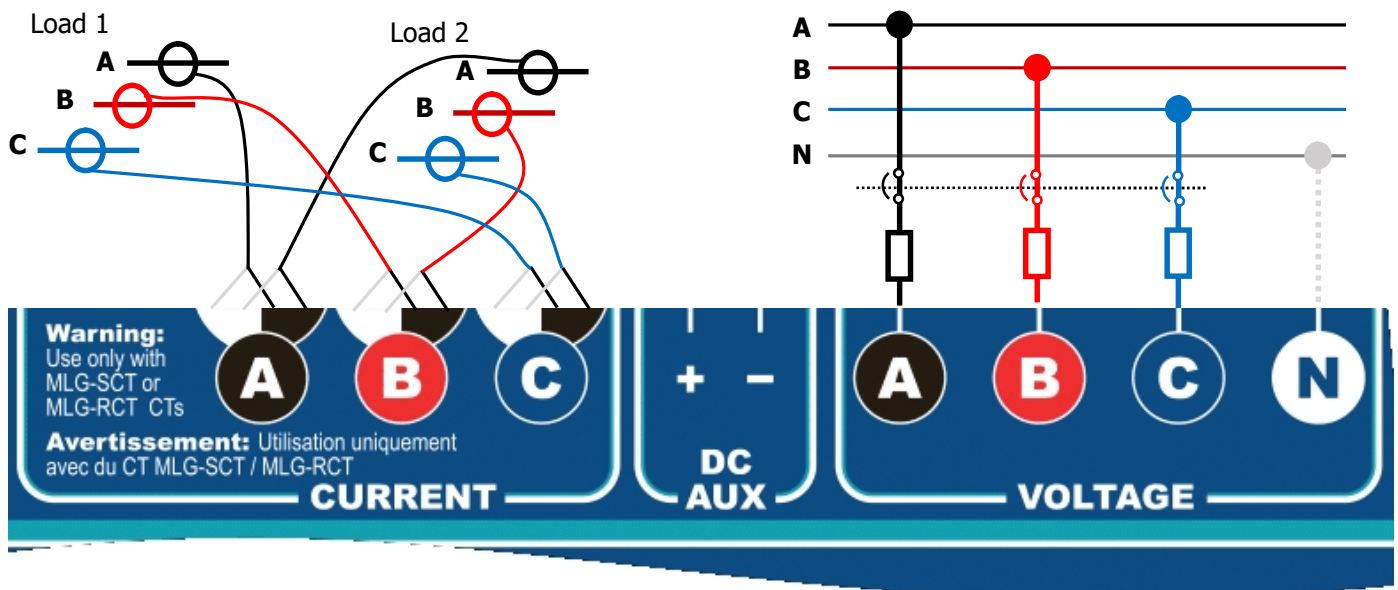 Load 1
A
B
C
Load 2
A
B
C
A
B
C
N
Warning:
Use only with
MLG-SCT or
MLG-RCT CTs
A
B
C
Avertissement: Utilisation uniquement
avec du CT MLG-SCT / MLG-RCT
CURRENT
+ −
DC
AUX
A
B
C
N
VOLTAGE